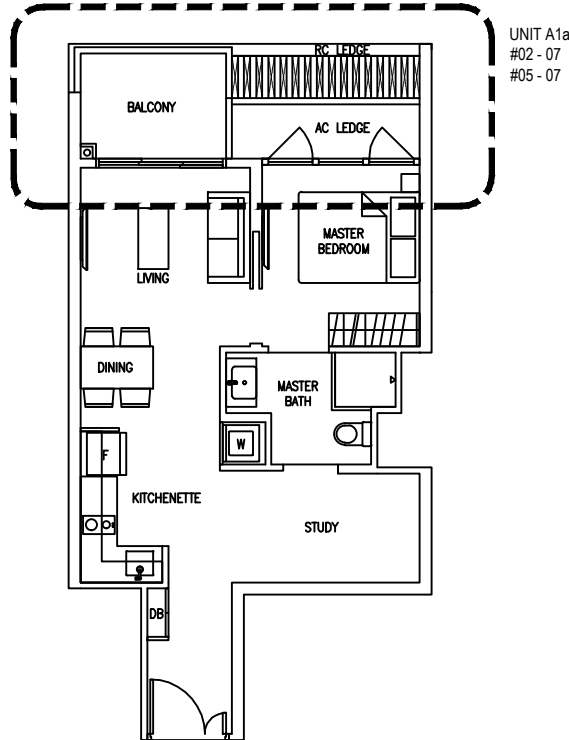 UNIT A1a
#02 - 07
#05 - 07
RC LEDGE
BALCONY
AC LEDGE
MASTER
BEDROOM
LIVING
DINING
MASTER
BATH
F
W
KITCHENETTE
STUDY
DB